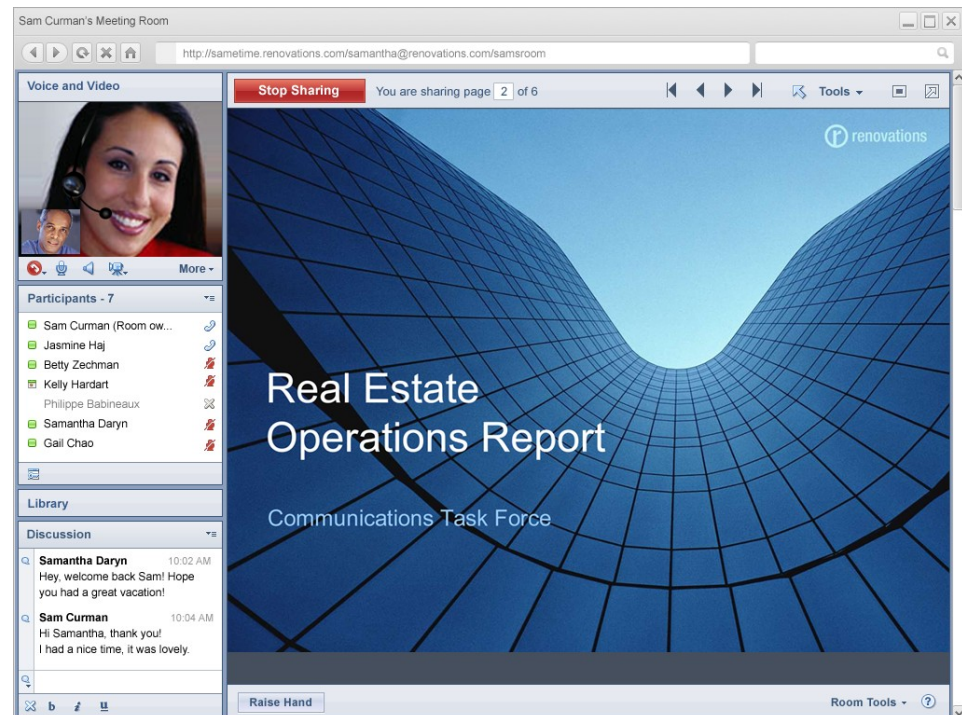 Sam Curman's Meeting Room
http://sametime.renovations.com/samantha@renovations.com/samsroom
Voice and Video
More
Participants - 7
Sam Curman (Room ow...
Jasmine Haj
Betty Zechman
Kelly Hardart
Philippe Babineaux
Samantha Daryn
Gail Chao
Library
Discussion
Samantha Daryn 10:02 AM
Hey, welcome back Sam! Hope
you had a great vacation!
Sam Curman 10:04 AM
Hi Samantha, thank you!
I had a nice time, it was lovely.
b i u
Stop Sharing You are sharing page 2 of 6 Tools
r renovations
Real Estate
Operations Report
Communications Task Force
Raise Hand Room Tools ?